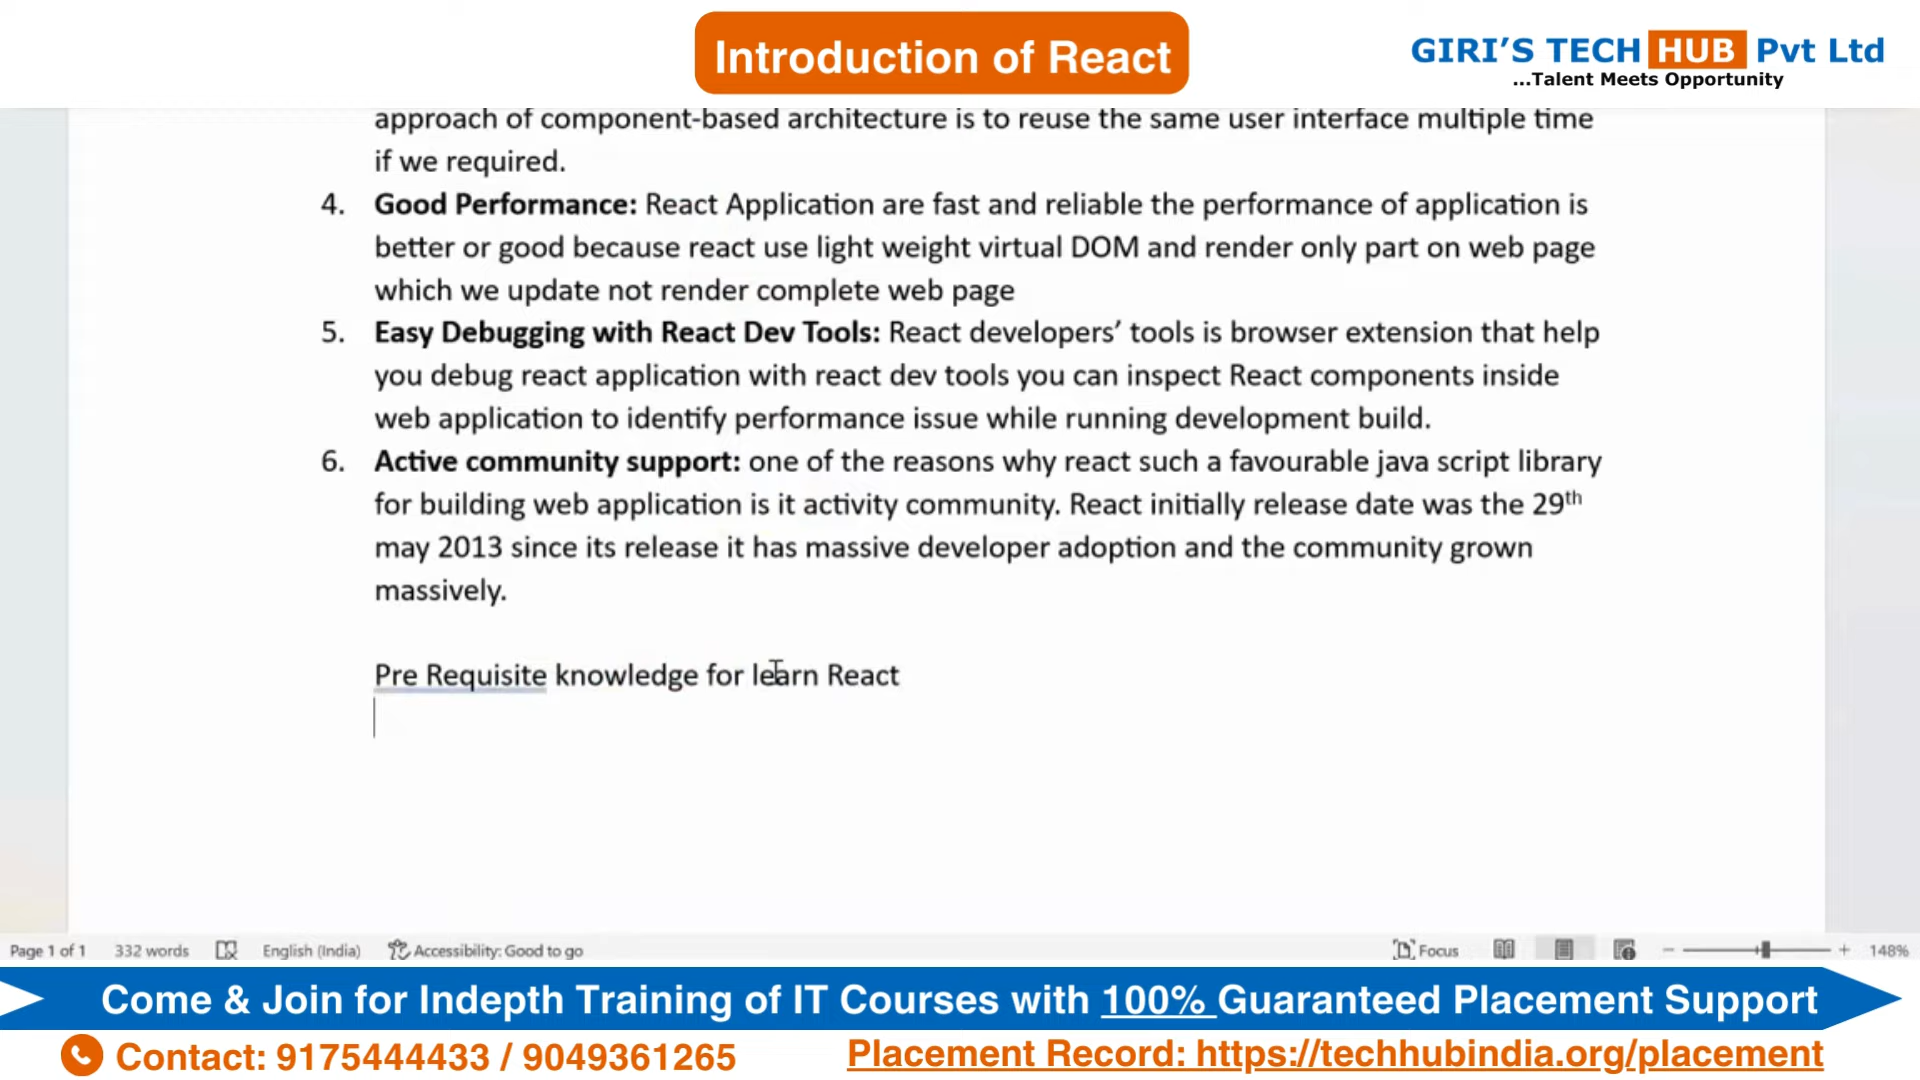 Introduction of React
GIRI'S TECH HUB Pvt Ltd
...Talent Meets Opportunity
approach of component-based architecture is to reuse the same user interface multiple time
if we required.
4. Good Performance: React Application are fast and reliable the performance of application is
better or good because react use light weight virtual DOM and render only part on web page
which we update not render complete web page
5. Easy Debugging with React Dev Tools: React developers' tools is browser extension that help
you debug react application with react dev tools you can inspect React components inside
web application to identify performance issue while running development build.
6. Active community support: one of the reasons why react such a favourable java script library
for building web application is it activity community. React initially release date was the 29th
may 2013 since its release it has massive developer adoption and the community grown
massively.
Pre Requisite knowledge for learn React
Page 1 of 1 332 words English (India) Accessibility: Good to go Focus 148%
Come & Join for Indepth Training of IT Courses with 100% Guaranteed Placement Support
Contact: 9175444433 / 9049361265 Placement Record: https://techhubindia.org/placement